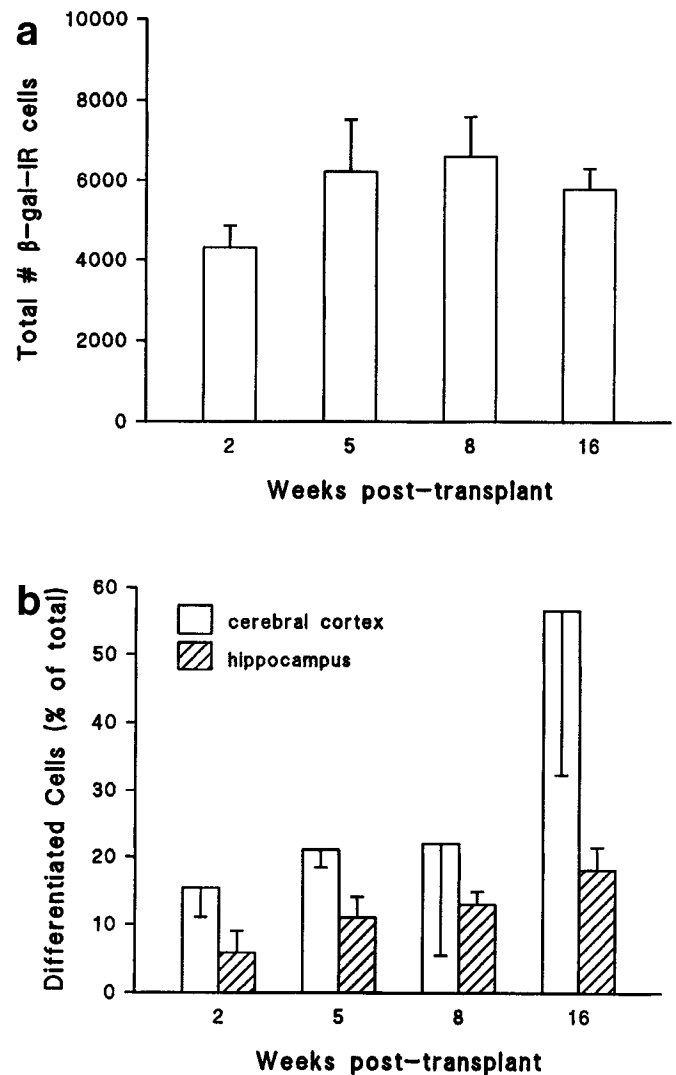 a
Total # β-gal-IR cells
10000
8000
6000
4000
2000
0
2 5 8 16
Weeks post-transplant
b
Differentiated Cells (% of total)
60
50
40
30
20
10
0
cerebral cortex
hippocampus
2 5 8 16
Weeks post-transplant